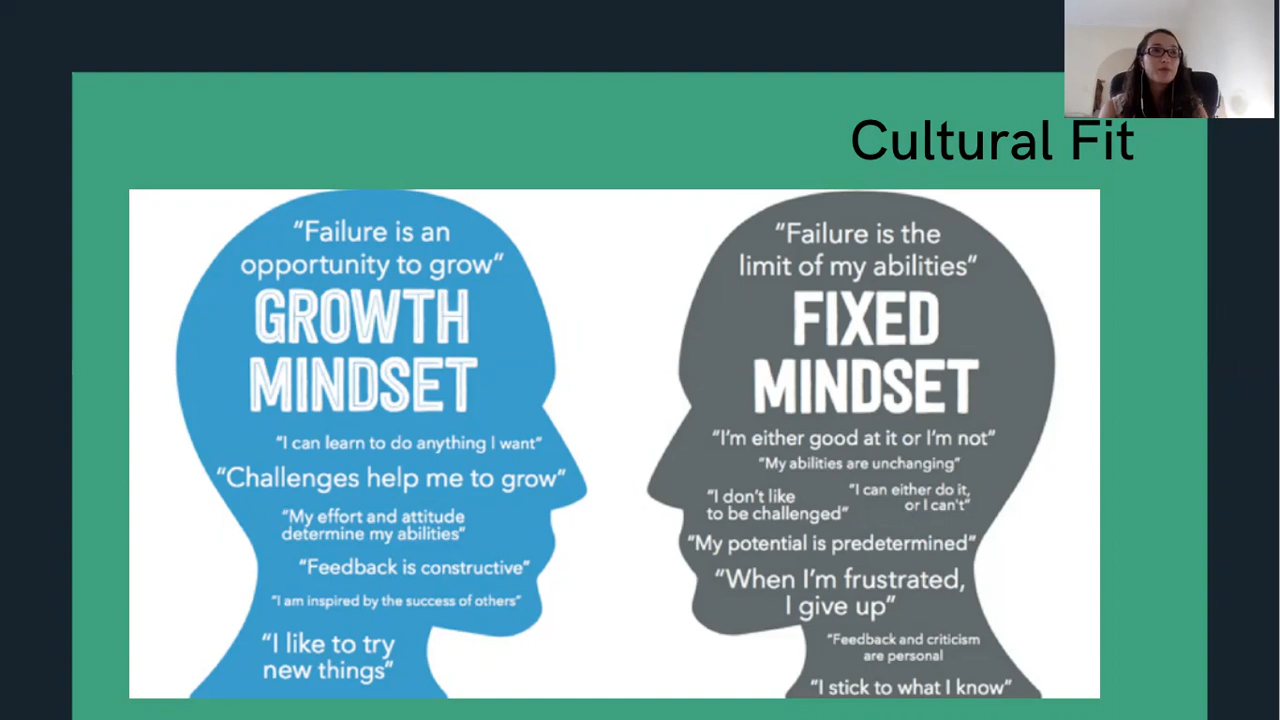 Cultural Fit
“Failure is an
opportunity to grow”
GROWTH
MINDSET
“I can learn to do anything I want”
“Challenges help me to grow”
“My effort and attitude
determine my abilities”
“Feedback is constructive”
“I am inspired by the success of others”
“I like to try
new things”
“Failure is the
limit of my abilities”
FIXED
MINDSET
“I’m either good at it or I’m not”
“My abilities are unchanging”
“I don’t like
to be challenged”
“I can either do it,
or I can’t”
“My potential is predetermined”
“When I’m frustrated,
I give up”
“Feedback and criticism
are personal
“I stick to what I know”